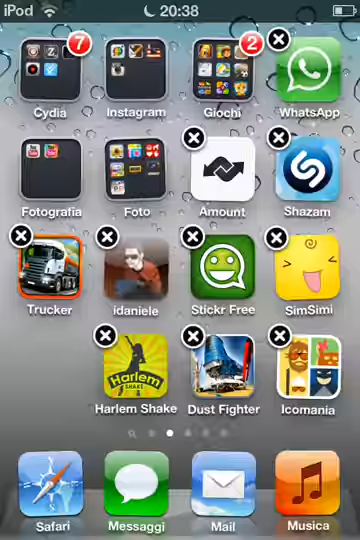 iPod 20:38
7 2
Cydia Instagram Giochi WhatsApp
Fotografia Foto Amount Shazam
Trucker idaniele Stickr Free SimSimi
Harlem
SHAKE
Harlem Shake Dust Fighter Icomania
Safari Messaggi Mail Musica